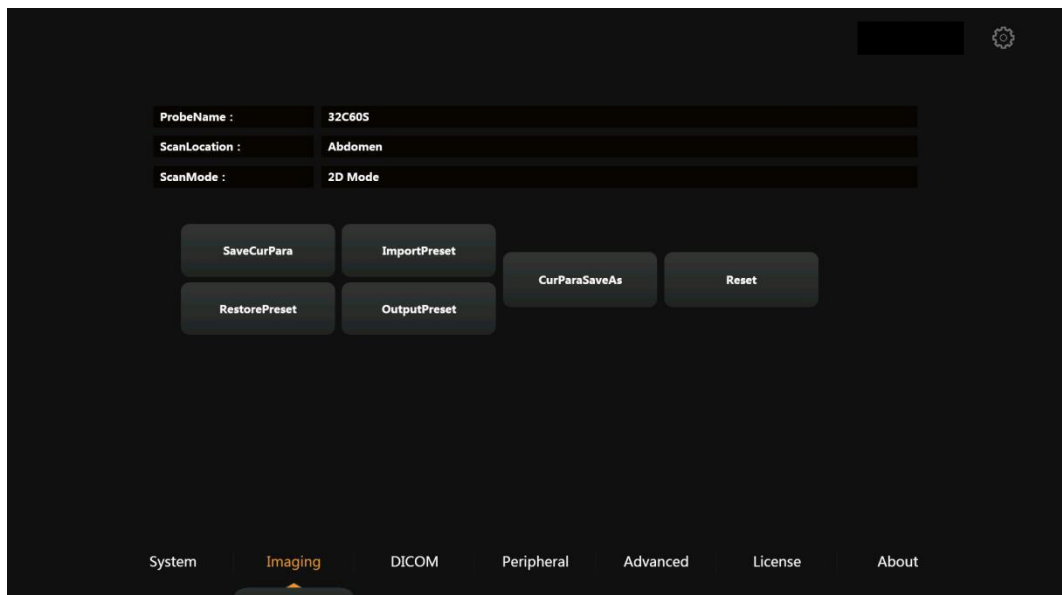 ProbeName : 32C60S
ScanLocation : Abdomen
ScanMode : 2D Mode
SaveCurPara ImportPreset
CurParaSaveAs Reset
RestorePreset OutputPreset
System Imaging DICOM Peripheral Advanced License About